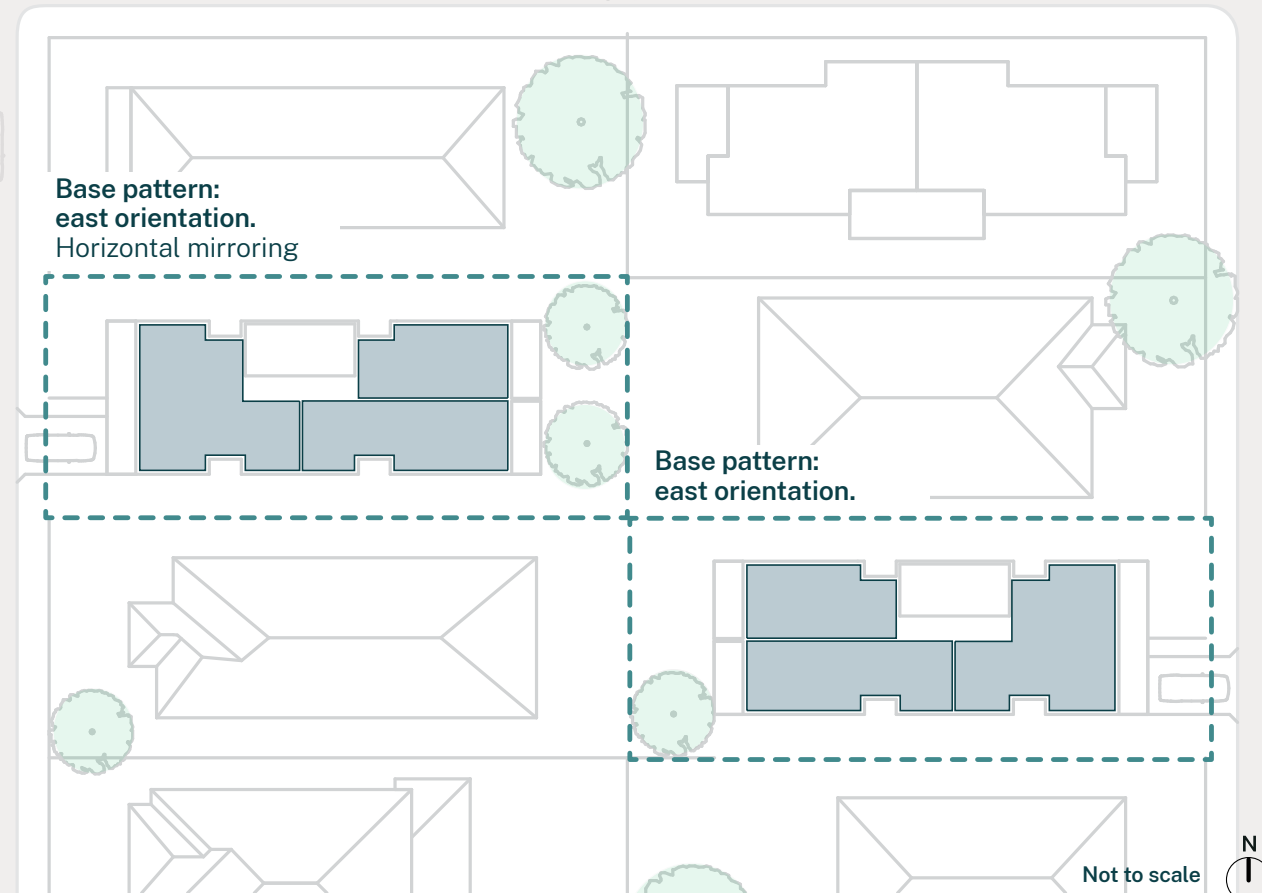 Base pattern:
east orientation.
Horizontal mirroring
Base pattern:
east orientation.
N
Not to scale